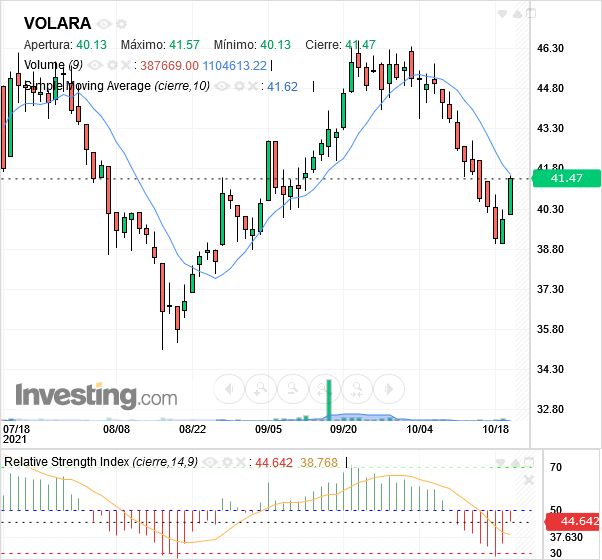 VOLARA
Apertura: 40.13 Máximo: 41.57 Mínimo: 40.13 Cierre: 41.47
Volume (9) : 387669.00 1104613.22
Simple Moving Average (cierre,10) : 41.62
46.30
44.80
43.30
41.80
41.47
40.30
38.80
37.30
35.80
34.30
32.80
Investing.com
07/18 08/08 08/22 09/05 09/20 10/04 10/18
2021
Relative Strength Index (cierre,14,9) : 44.642 38.768
70
50
44.642
37.630
30